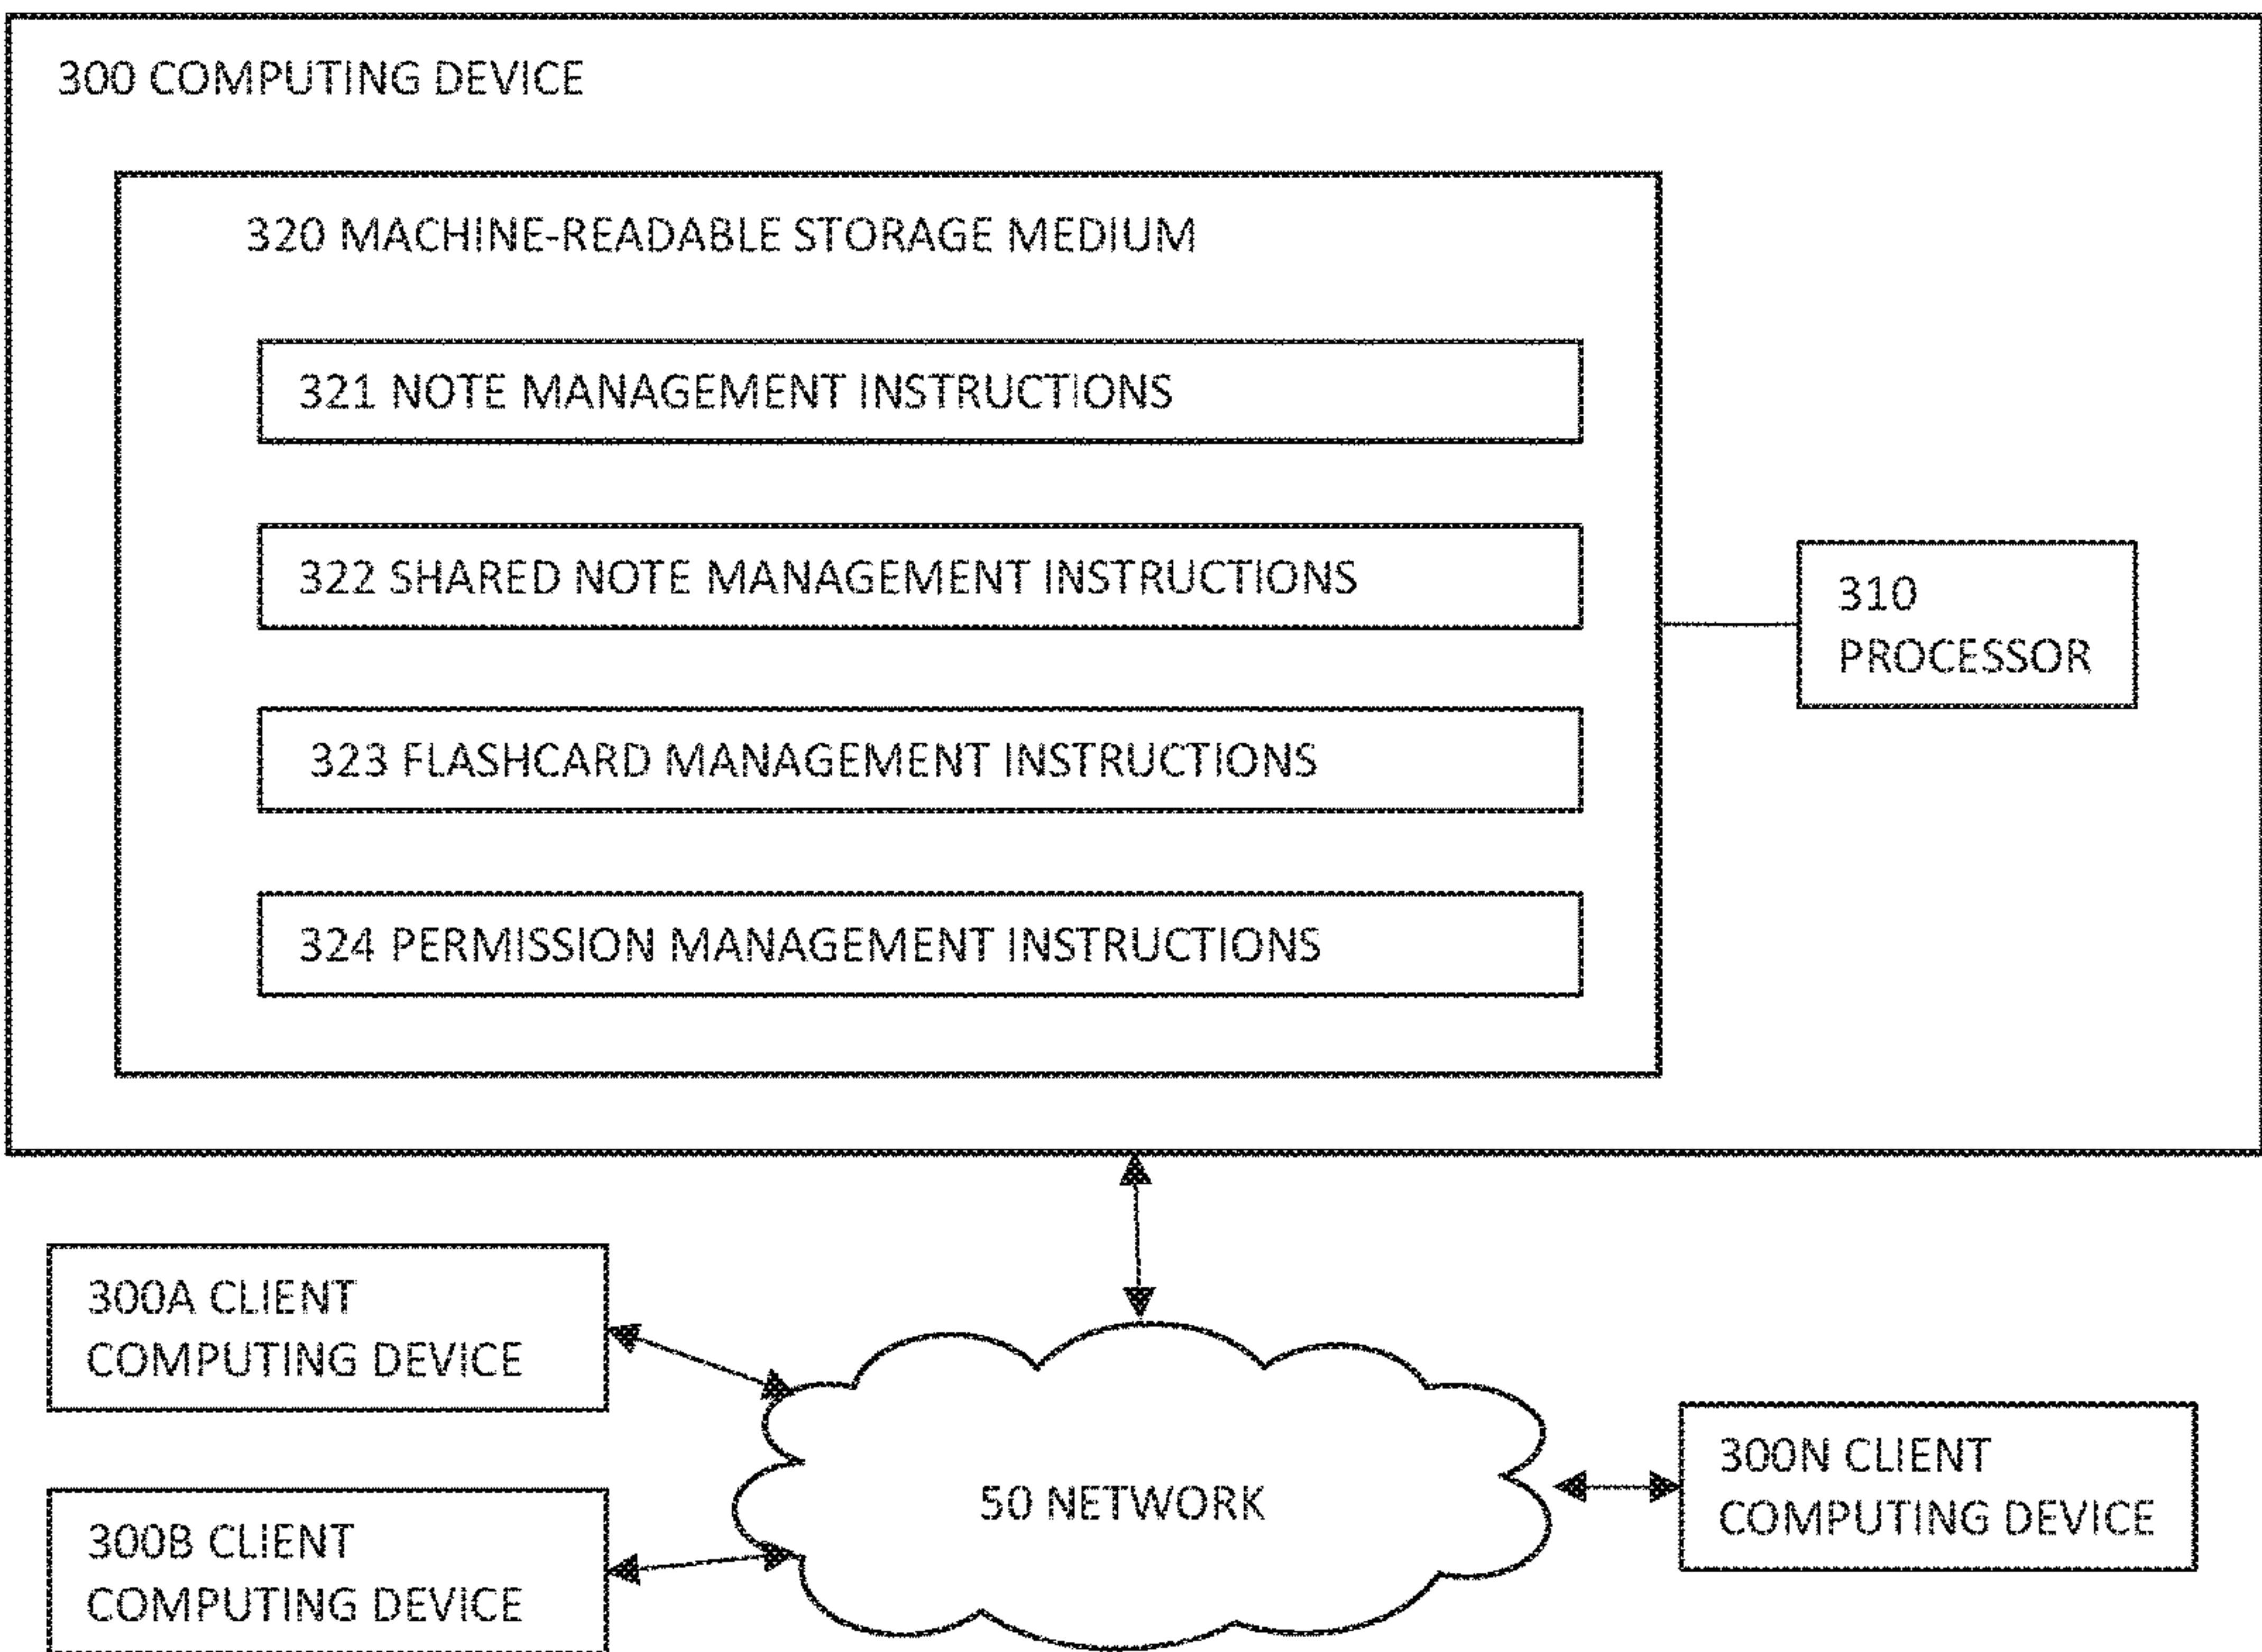 300 COMPUTING DEVICE
320 MACHINE-READABLE STORAGE MEDIUM
321 NOTE MANAGEMENT INSTRUCTIONS
322 SHARED NOTE MANAGEMENT INSTRUCTIONS
323 FLASHCARD MANAGEMENT INSTRUCTIONS
324 PERMISSION MANAGEMENT INSTRUCTIONS
310
PROCESSOR
300A CLIENT
COMPUTING DEVICE
300B CLIENT
COMPUTING DEVICE
50 NETWORK
300N CLIENT
COMPUTING DEVICE